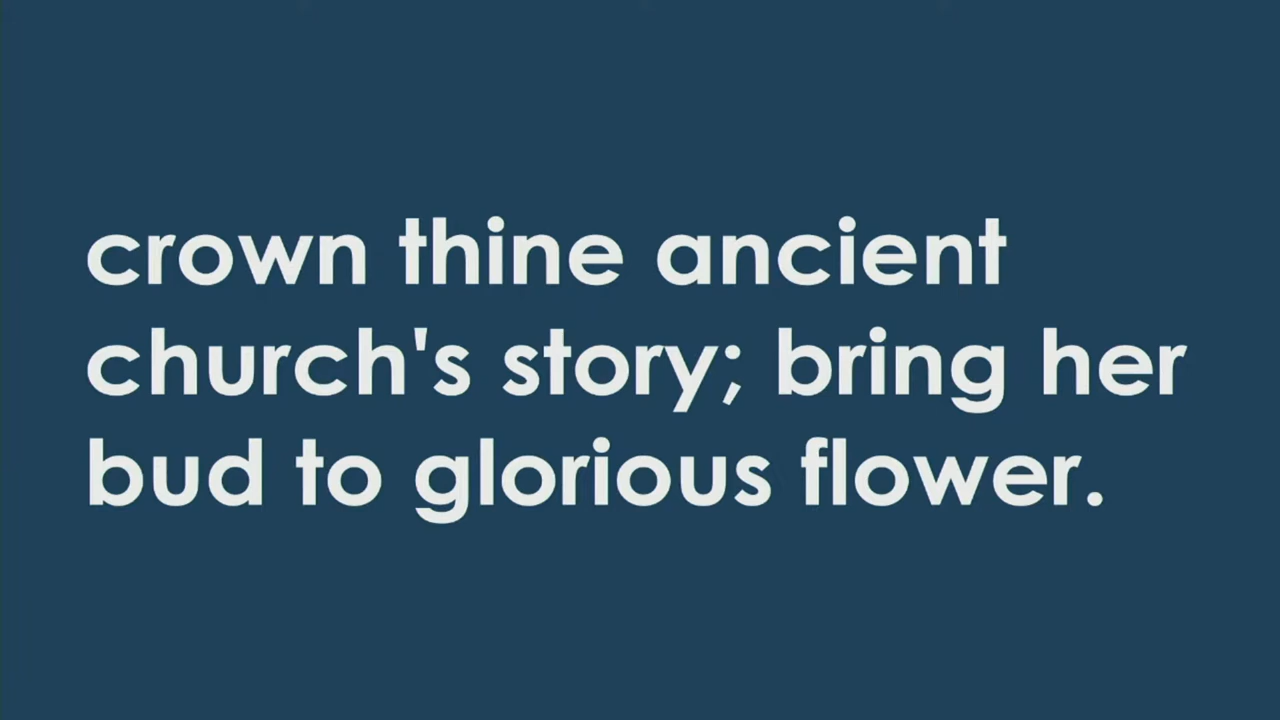 crown thine ancient
church's story; bring her
bud to glorious flower.